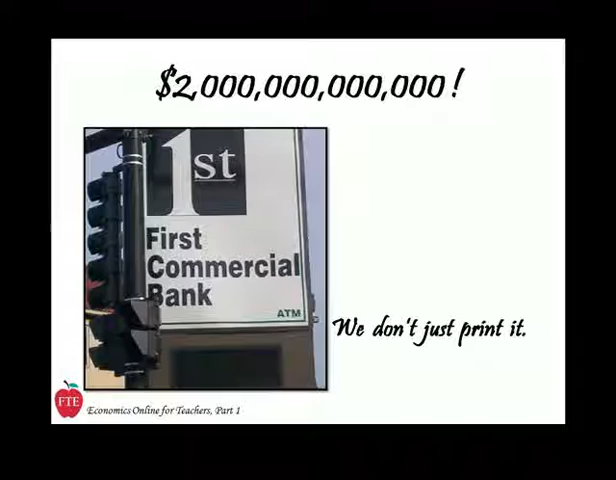 $2,000,000,000,000!
1st
First
Commercial
Bank
ATM
We don't just print it.
FTE
Economics Online for Teachers, Part 1